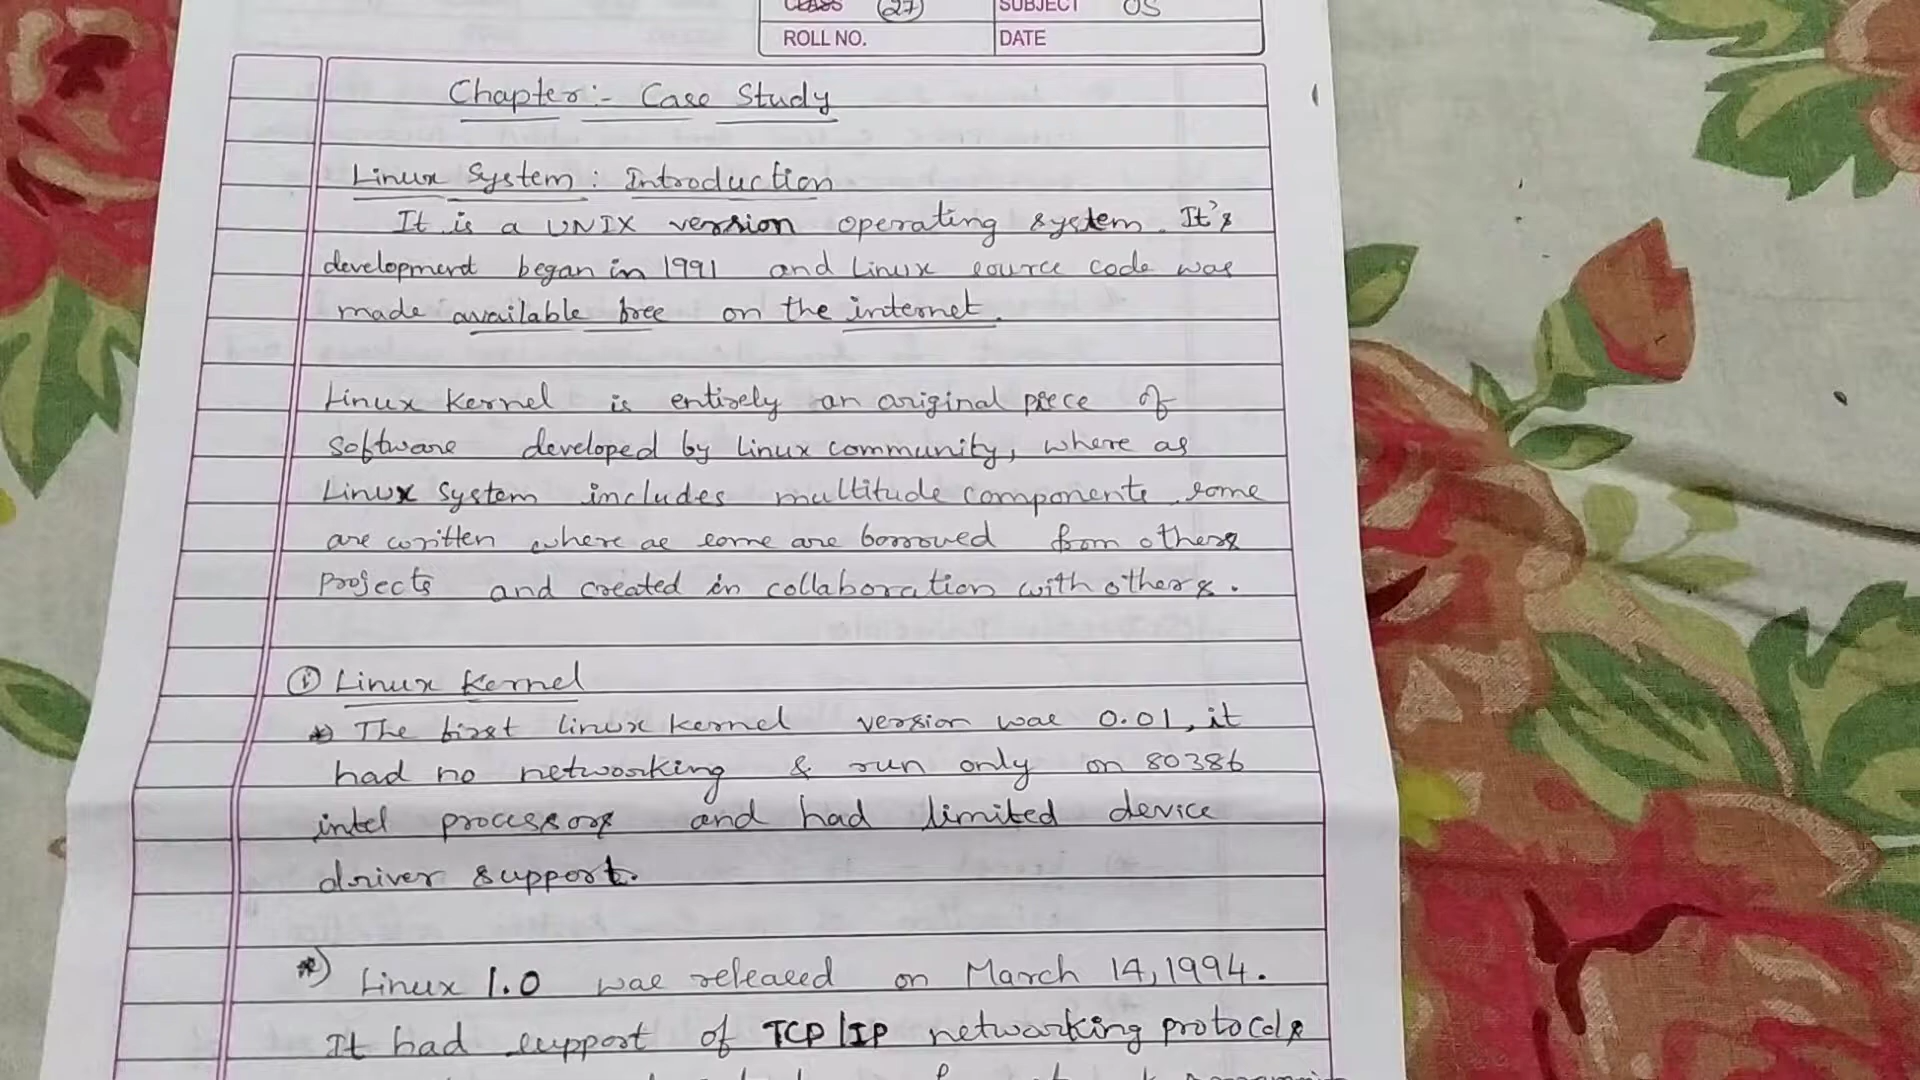 CLASS 27 SUBJECT OS
ROLL NO. DATE
Chapter:- Case Study
Linux System : Introduction
It is a UNIX version operating system. It's
development began in 1991 and Linux source code was
made available free on the internet.
Linux Kernel is entirely an original piece of
Software developed by Linux community, where as
Linux System includes multitude components some
are written where as some are borrowed from others
Projects and created in collaboration with others.
① Linux Kernel
*) The first linux kernel version was 0.01, it
had no networking & run only on 80386
intel processors and had limited device
driver support.
*) Linux 1.0 was released on March 14, 1994.
It had support of TCP/IP networking protocols